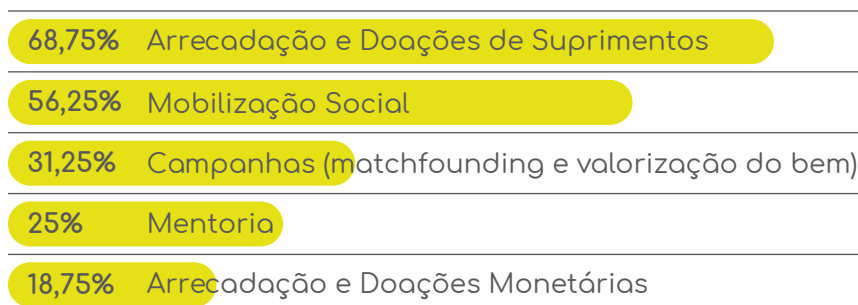 68,75% Arrecadação e Doações de Suprimentos
56,25% Mobilização Social
31,25% Campanhas (matchfounding e valorização do bem)
25% Mentoria
18,75% Arrecadação e Doações Monetárias